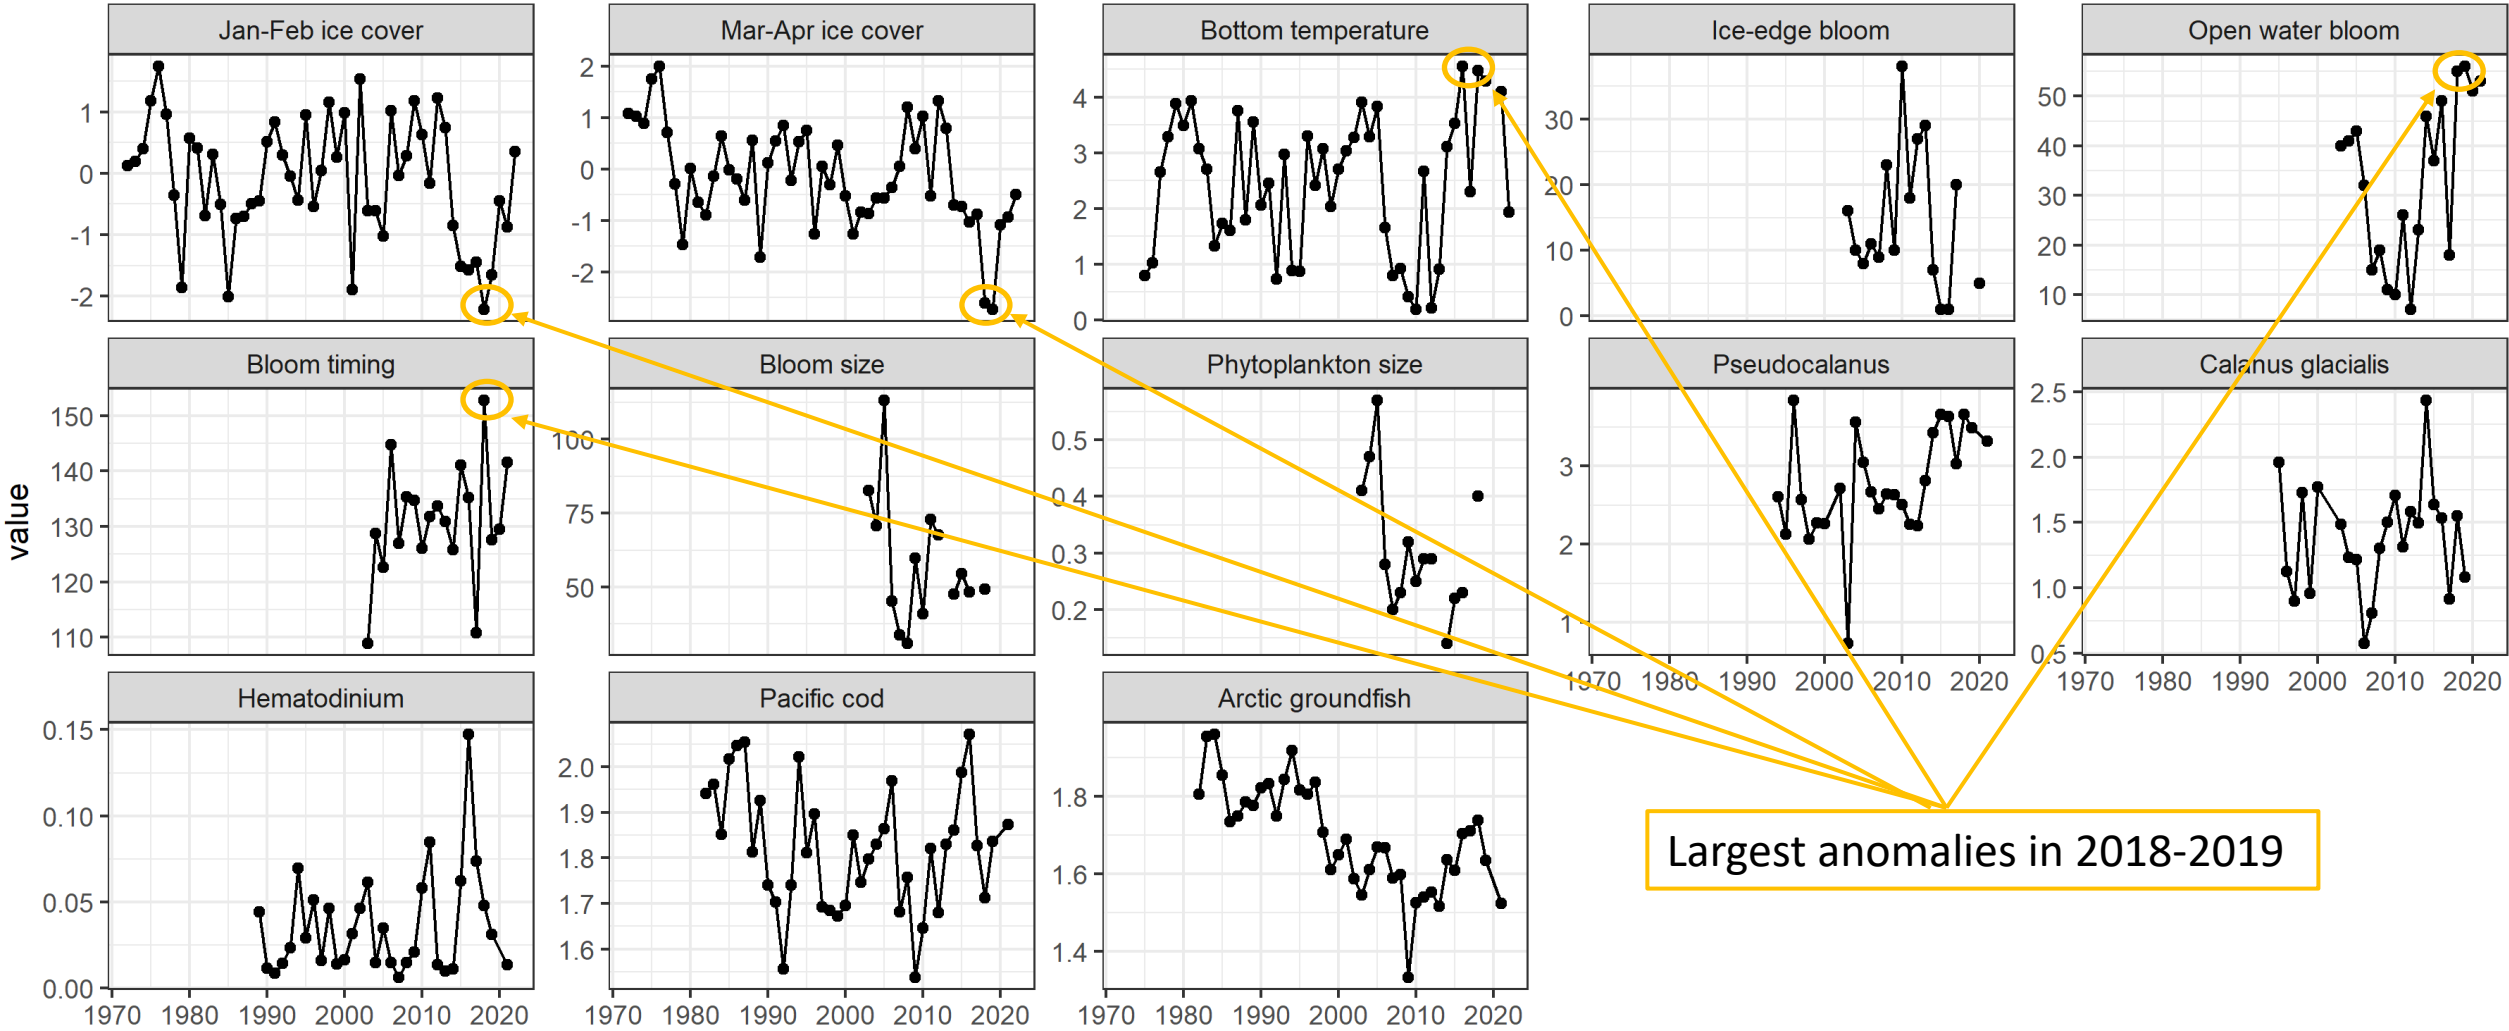 Jan-Feb ice cover
Mar-Apr ice cover
Bottom temperature
Ice-edge bloom
Open water bloom
1
0
-1
-2
2
1
0
-1
-2
4
3
2
1
0
30
20
10
0
50
40
30
20
10
Bloom timing
Bloom size
Phytoplankton size
Pseudocalanus
Calanus glacialis
value
150
140
130
120
110
100
75
50
0.5
0.4
0.3
0.2
3
2
1
2.5
2.0
1.5
1.0
0.5
1970 1980 1990 2000 2010 2020
1970 1980 1990 2000 2010 2020
Hematodinium
Pacific cod
Arctic groundfish
0.15
0.10
0.05
0.00
2.0
1.9
1.8
1.7
1.6
1.8
1.6
1.4
1970 1980 1990 2000 2010 2020
1970 1980 1990 2000 2010 2020
1970 1980 1990 2000 2010 2020
Largest anomalies in 2018-2019